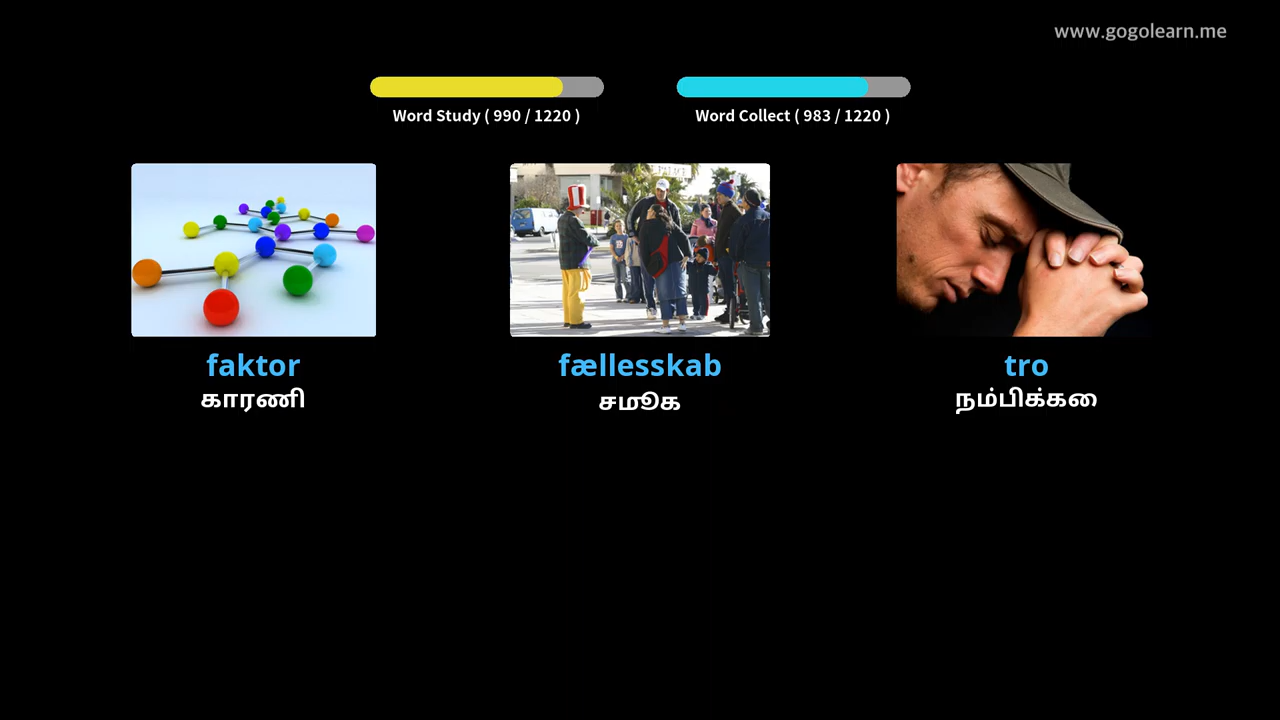 www.gogolearn.me
Word Study ( 990 / 1220 )
Word Collect ( 983 / 1220 )
faktor
காரணி
fællesskab
சமூக
tro
நம்பிக்கை